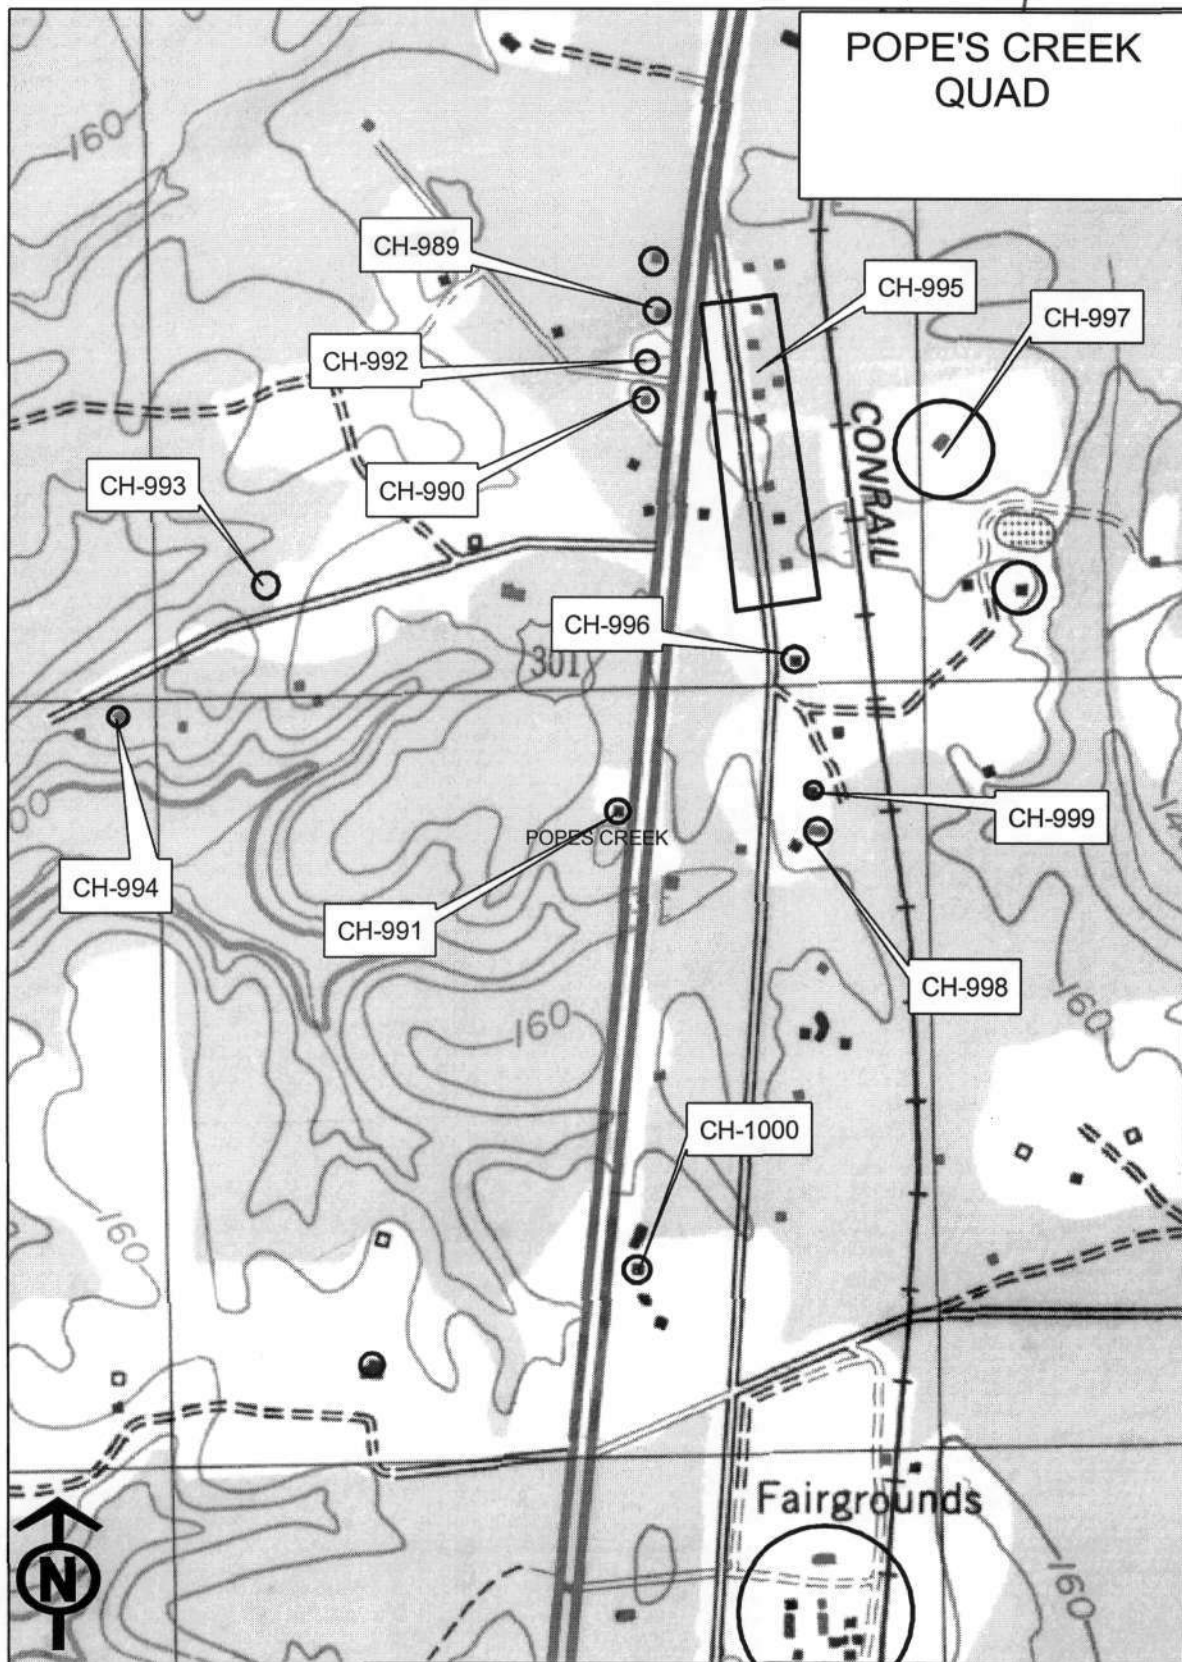 POPE'S CREEK
QUAD
160
CH-989
CH-995
CH-997
CH-992
CONRAIL
CH-993
CH-990
CH-996
301
CH-999
POPES CREEK
CH-994
CH-991
CH-998
160
160
CH-1000
160
Fairgrounds
160
N